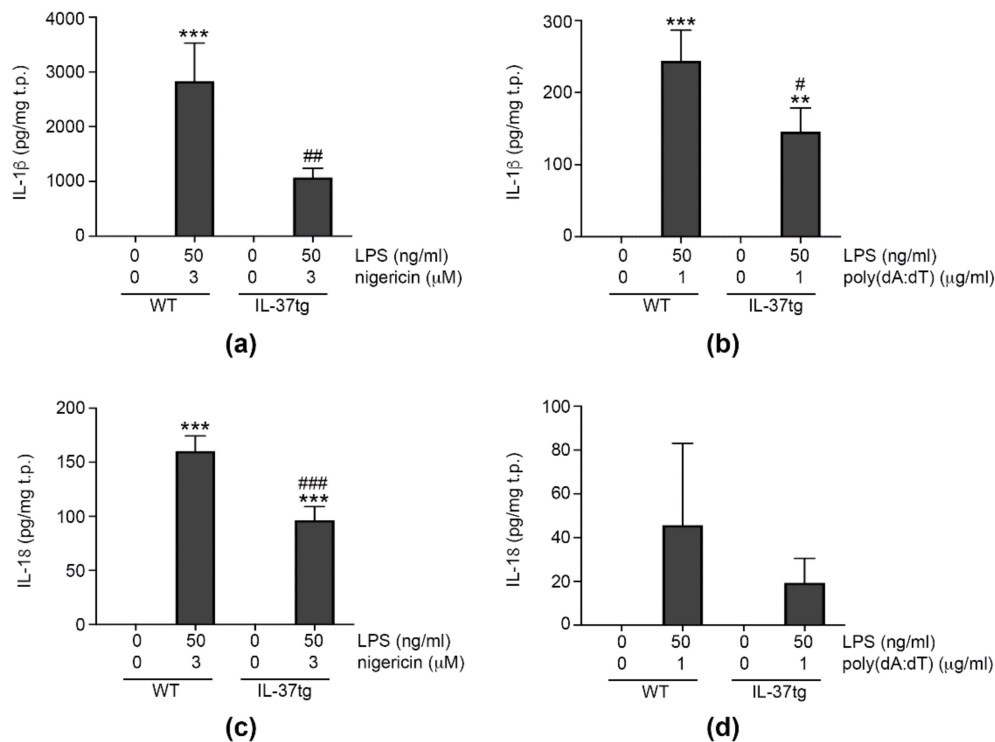 4000
3000
2000
1000
0
IL-1β (pg/mg t.p.)
***
##
0 50 0 50 LPS (ng/ml)
0 3 0 3 nigericin (μM)
WT IL-37tg
(a)
300
200
100
0
IL-1β (pg/mg t.p.)
***
#
**
0 50 0 50 LPS (ng/ml)
0 1 0 1 poly(dA:dT) (μg/ml)
WT IL-37tg
(b)
200
150
100
50
0
IL-18 (pg/mg t.p.)
***
###
***
0 50 0 50 LPS (ng/ml)
0 3 0 3 nigericin (μM)
WT IL-37tg
(c)
100
80
60
40
20
0
IL-18 (pg/mg t.p.)
0 50 0 50 LPS (ng/ml)
0 1 0 1 poly(dA:dT) (μg/ml)
WT IL-37tg
(d)